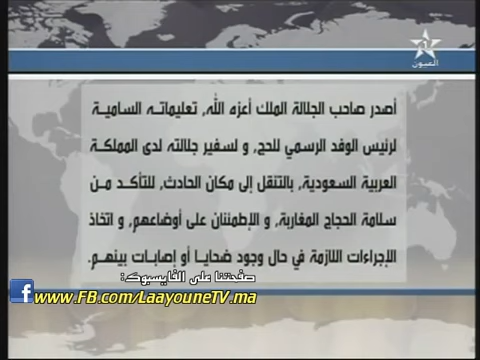 العيون
أصدر صاحب الجلالة الملك أعزه الله, تعليماته السامية
لرئيس الوفد الرسمي للحج, و لسفير جلالته لدى المملكة
العربية السعودية, بالتنقل إلى مكان الحادث, للتأكد من
سلامة الحجاج المغاربة, و الإطمئنان على أوضاعهم, و اتخاذ
الإجراءات اللازمة في حال وجود ضحايا أو إصابات بينهم.
صفحتنا على الفايسبوك:
f www.FB.com/LaayouneTV.ma